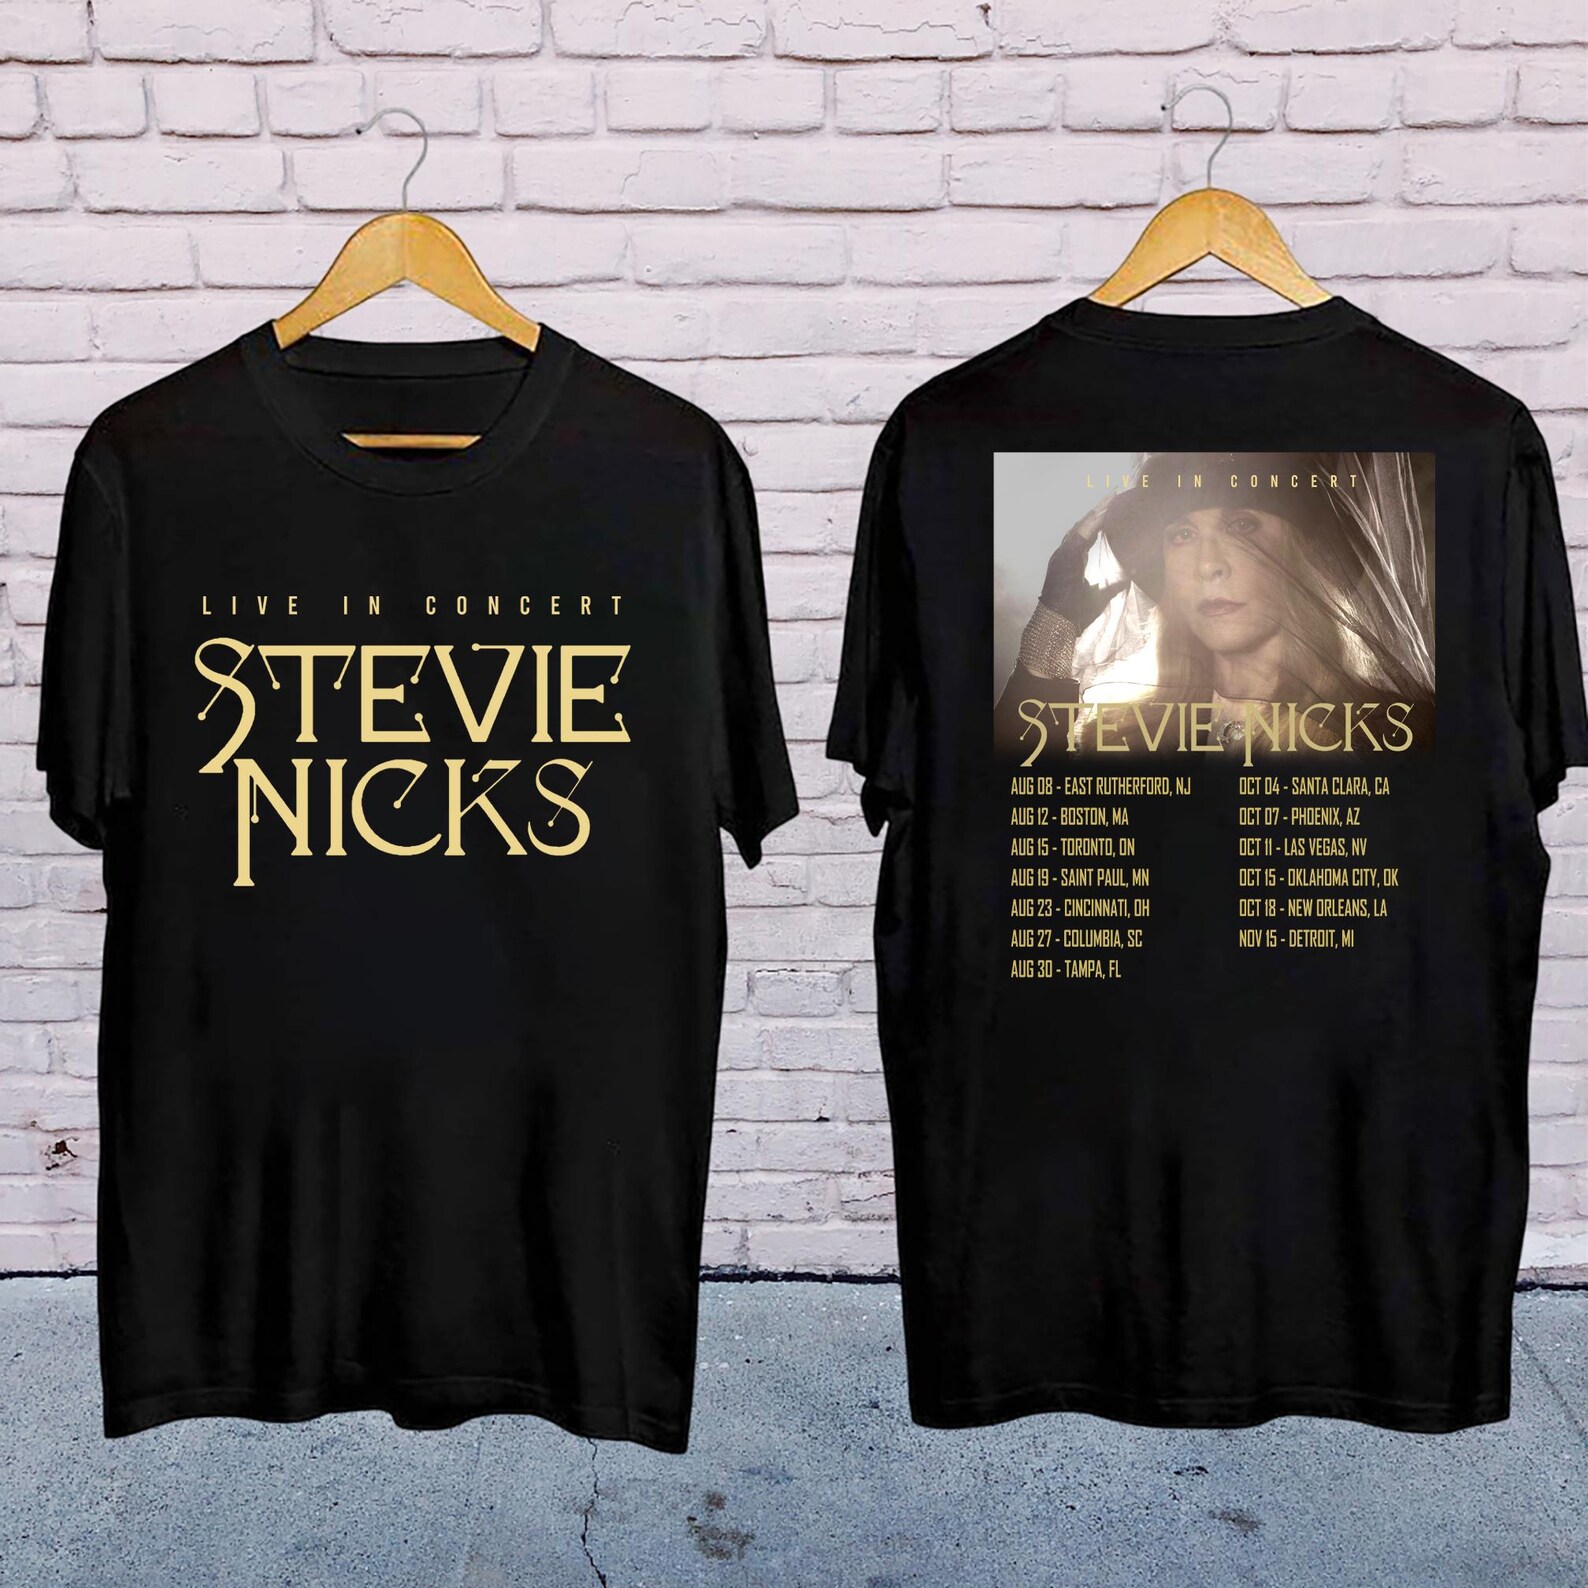 LIVE IN CONCERT
STEVIE
NICKS
LIVE IN CONCERT
STEVIE NICKS
AUG 08 - EAST RUTHERFORD, NJ
AUG 12 - BOSTON, MA
AUG 15 - TORONTO, ON
AUG 19 - SAINT PAUL, MN
AUG 23 - CINCINNATI, OH
AUG 27 - COLUMBIA, SC
AUG 30 - TAMPA, FL
OCT 04 - SANTA CLARA, CA
OCT 07 - PHOENIX, AZ
OCT 11 - LAS VEGAS, NV
OCT 15 - OKLAHOMA CITY, OK
OCT 18 - NEW ORLEANS, LA
NOV 15 - DETROIT, MI